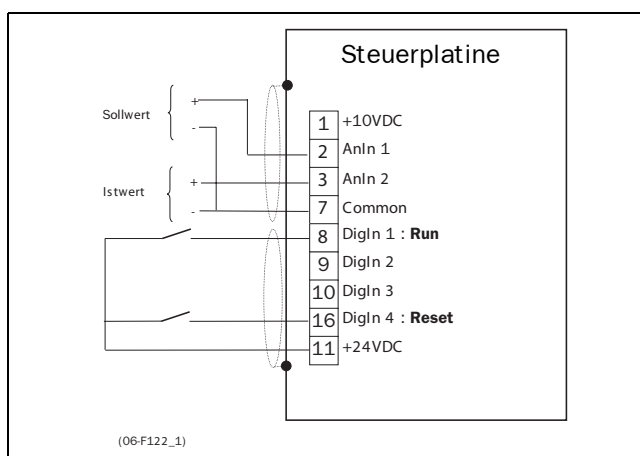 Steuerplatine
Sollwert
+
-
Istwert
+
-
1 +10VDC
2 AnIn 1
3 AnIn 2
7 Common
8 DigIn 1 : Run
9 DigIn 2
10 DigIn 3
16 DigIn 4 : Reset
11 +24VDC
(06-F122_1)